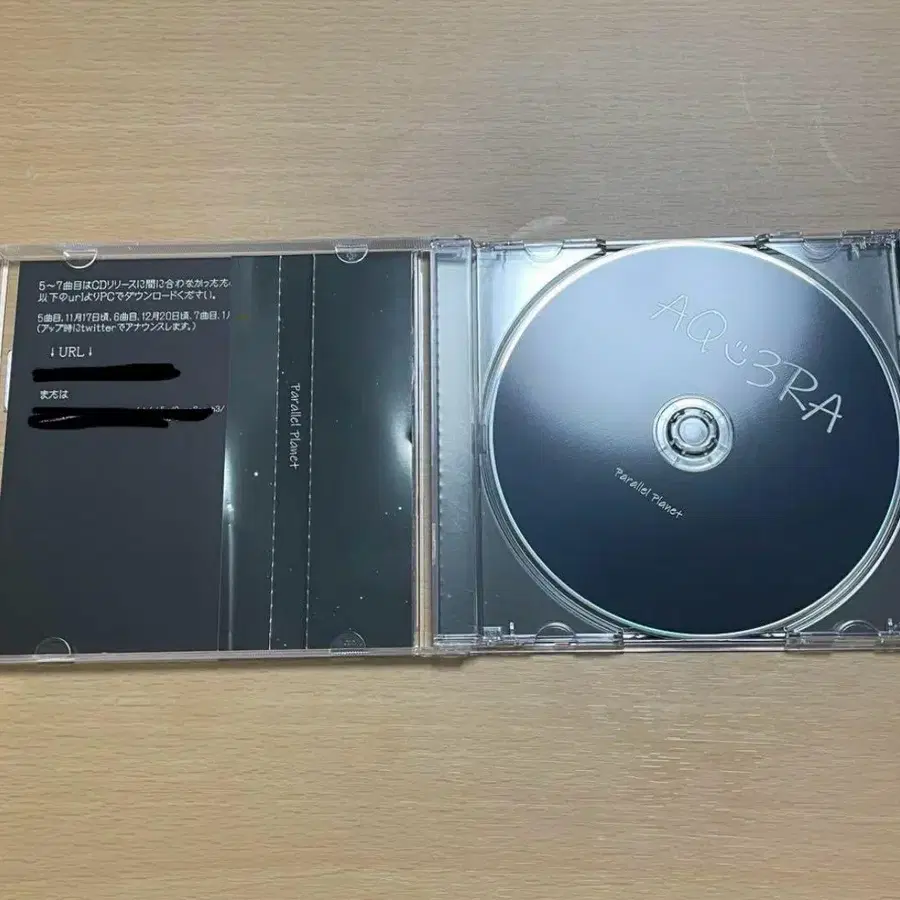 5～7曲目はCDリリースに間に合わなかったため
以下のurlよりPCでダウンロードください。
5曲目,11月17日頃, 6曲目,12月20日頃, 7曲目,1
(アップ時にtwitterでアナウンスします。)
↓URL↓
または
3/
Parallel Planet
AQ 3RA
Parallel Planet